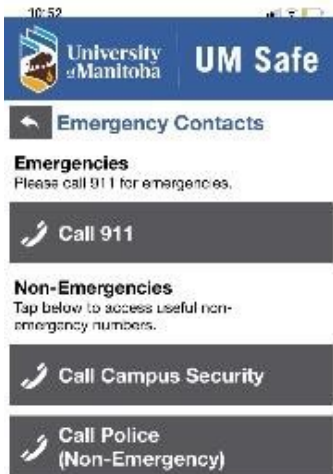 10:52
University
of Manitoba
UM Safe
Emergency Contacts
Emergencies
Please call 911 for emergencies.
Call 911
Non-Emergencies
Tap below to access useful non-
emergency numbers.
Call Campus Security
Call Police
(Non-Emergency)